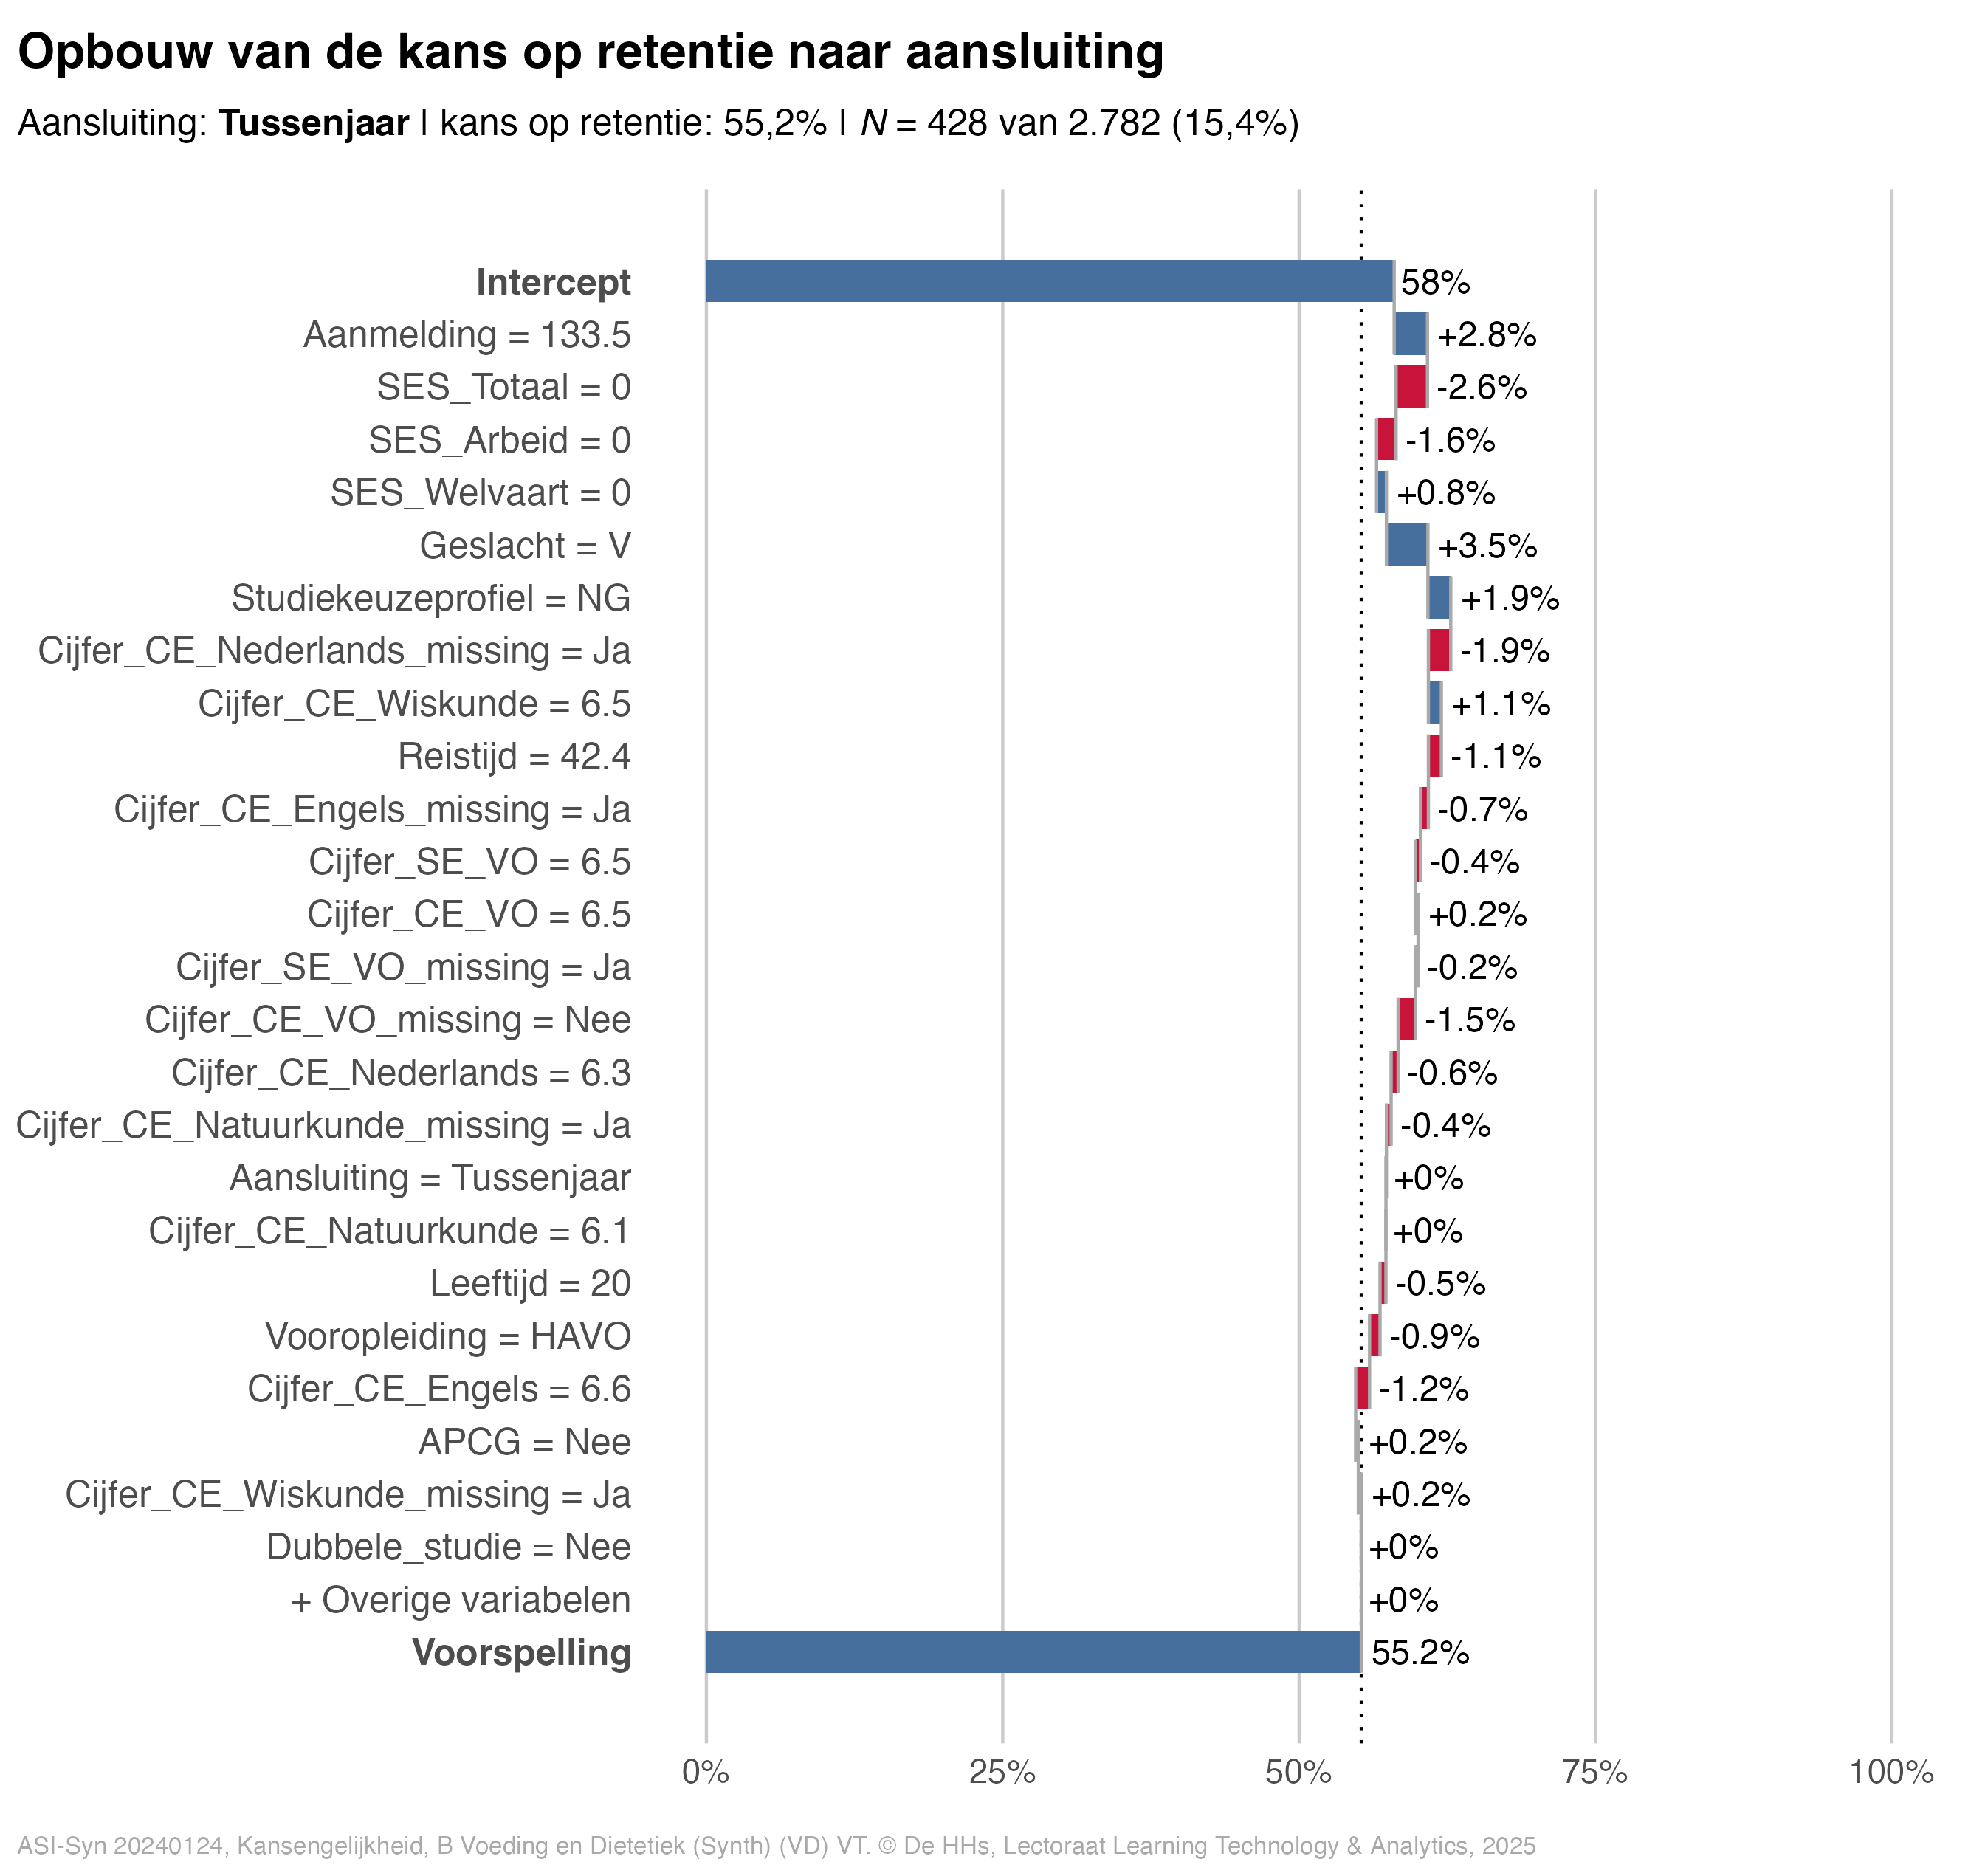 Opbouw van de kans op retentie naar aansluiting
Aansluiting: Tussenjaar | kans op retentie: 55,2% | N = 428 van 2.782 (15,4%)
Intercept 58%
Aanmelding = 133.5 +2.8%
SES_Totaal = 0 -2.6%
SES_Arbeid = 0 -1.6%
SES_Welvaart = 0 +0.8%
Geslacht = V +3.5%
Studiekeuzeprofiel = NG +1.9%
Cijfer_CE_Nederlands_missing = Ja -1.9%
Cijfer_CE_Wiskunde = 6.5 +1.1%
Reistijd = 42.4 -1.1%
Cijfer_CE_Engels_missing = Ja -0.7%
Cijfer_SE_VO = 6.5 -0.4%
Cijfer_CE_VO = 6.5 +0.2%
Cijfer_SE_VO_missing = Ja -0.2%
Cijfer_CE_VO_missing = Nee -1.5%
Cijfer_CE_Nederlands = 6.3 -0.6%
Cijfer_CE_Natuurkunde_missing = Ja -0.4%
Aansluiting = Tussenjaar +0%
Cijfer_CE_Natuurkunde = 6.1 +0%
Leeftijd = 20 -0.5%
Vooropleiding = HAVO -0.9%
Cijfer_CE_Engels = 6.6 -1.2%
APCG = Nee +0.2%
Cijfer_CE_Wiskunde_missing = Ja +0.2%
Dubbele_studie = Nee +0%
+ Overige variabelen +0%
Voorspelling 55.2%
0% 25% 50% 75% 100%
ASI-Syn 20240124, Kansengelijkheid, B Voeding en Dietetiek (Synth) (VD) VT. © De HHs, Lectoraat Learning Technology & Analytics, 2025